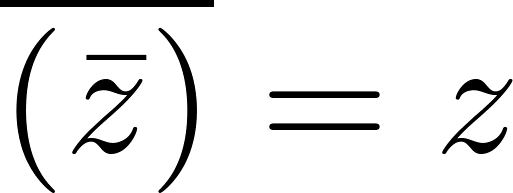 $\overline{(\bar{z})} = z$